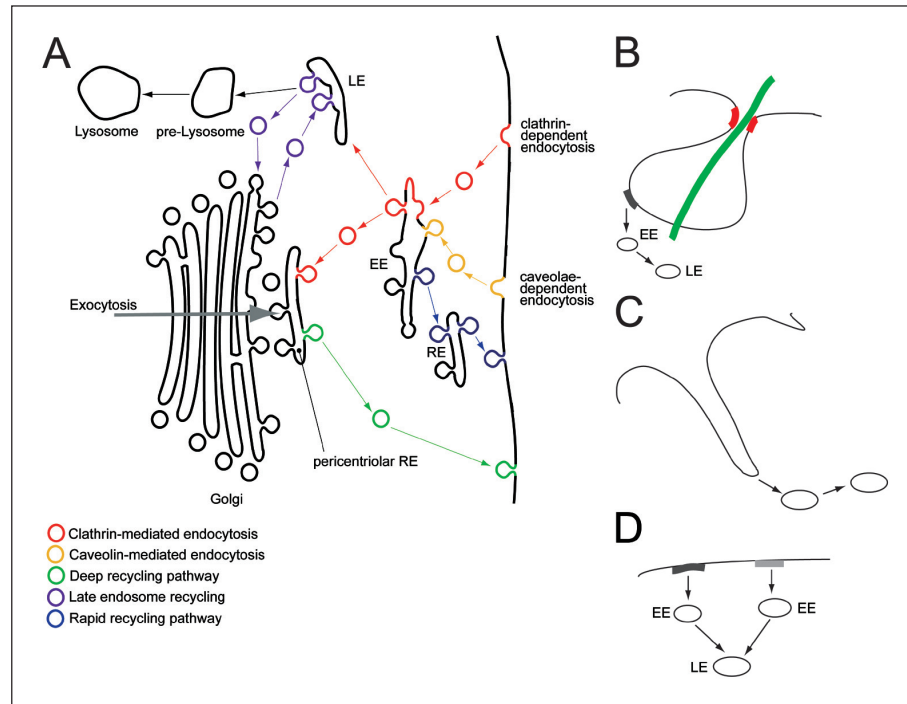 A
LE
Lysosome
pre-Lysosome
clathrin-
dependent
endocytosis
EE
caveolae-
dependent
endocytosis
Exocytosis
RE
pericentriolar RE
Golgi
Clathrin-mediated endocytosis
Caveolin-mediated endocytosis
Deep recycling pathway
Late endosome recycling
Rapid recycling pathway
B
EE
LE
C
D
EE
EE
LE